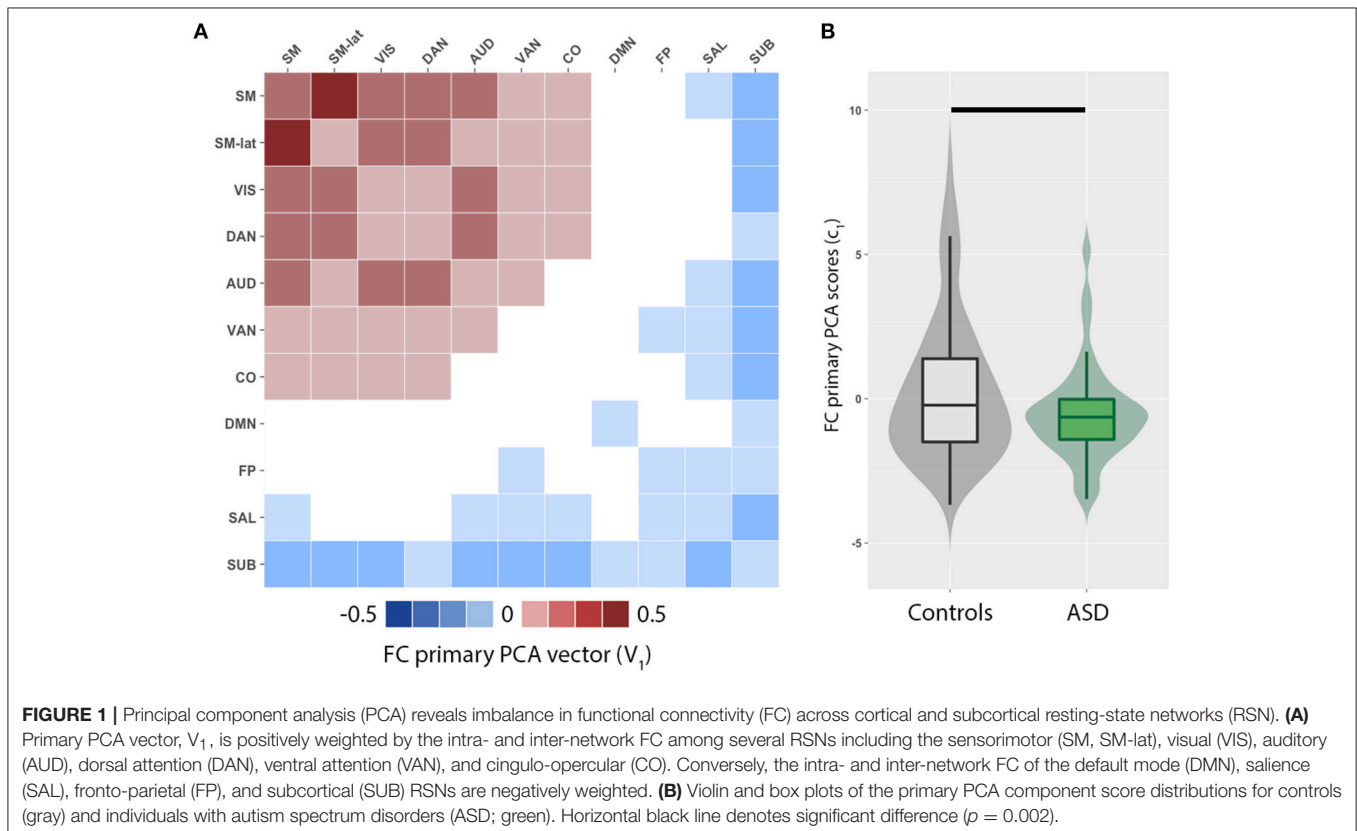 A
B
SM
SM-lat
VIS
DAN
AUD
VAN
CO
DMN
FP
SAL
SUB
SM
SM-lat
VIS
DAN
AUD
VAN
CO
DMN
FP
SAL
SUB
-0.5 0 0.5
FC primary PCA vector (V₁)
FC primary PCA scores (c₁)
10
5
0
-5
Controls ASD
FIGURE 1 | Principal component analysis (PCA) reveals imbalance in functional connectivity (FC) across cortical and subcortical resting-state networks (RSN). (A)
Primary PCA vector, V₁, is positively weighted by the intra- and inter-network FC among several RSNs including the sensorimotor (SM, SM-lat), visual (VIS), auditory
(AUD), dorsal attention (DAN), ventral attention (VAN), and cingulo-opercular (CO). Conversely, the intra- and inter-network FC of the default mode (DMN), salience
(SAL), fronto-parietal (FP), and subcortical (SUB) RSNs are negatively weighted. (B) Violin and box plots of the primary PCA component score distributions for controls
(gray) and individuals with autism spectrum disorders (ASD; green). Horizontal black line denotes significant difference (p = 0.002).